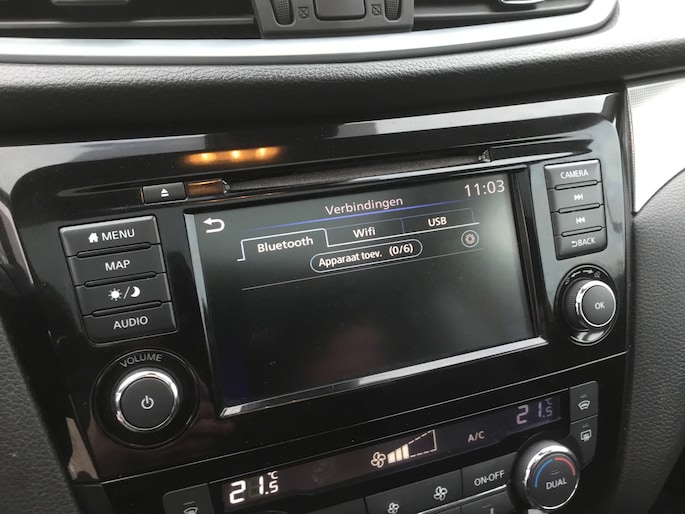 Verbindingen 11:03
Bluetooth Wifi USB
Apparaat toev. (0/6)
MENU
MAP
AUDIO
VOLUME
CAMERA
BACK
OK
21.5°C
A/C
21.5°C
ON-OFF
DUAL